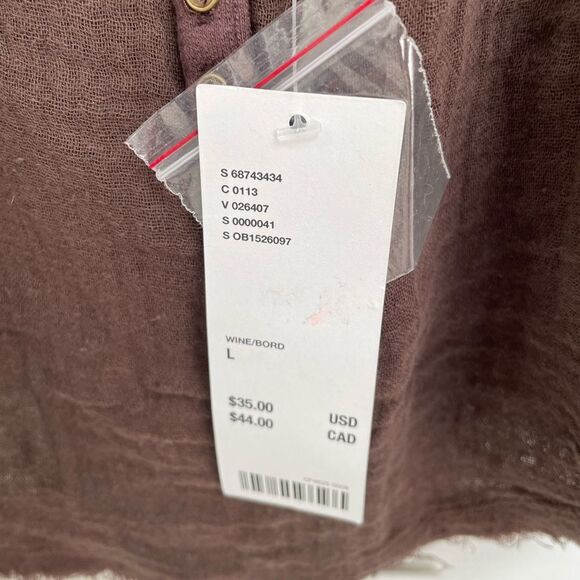 S 68743434
C 0113
V 026407
S 0000041
S OB1526097
WINE/BORD
L
$35.00 USD
$44.00 CAD